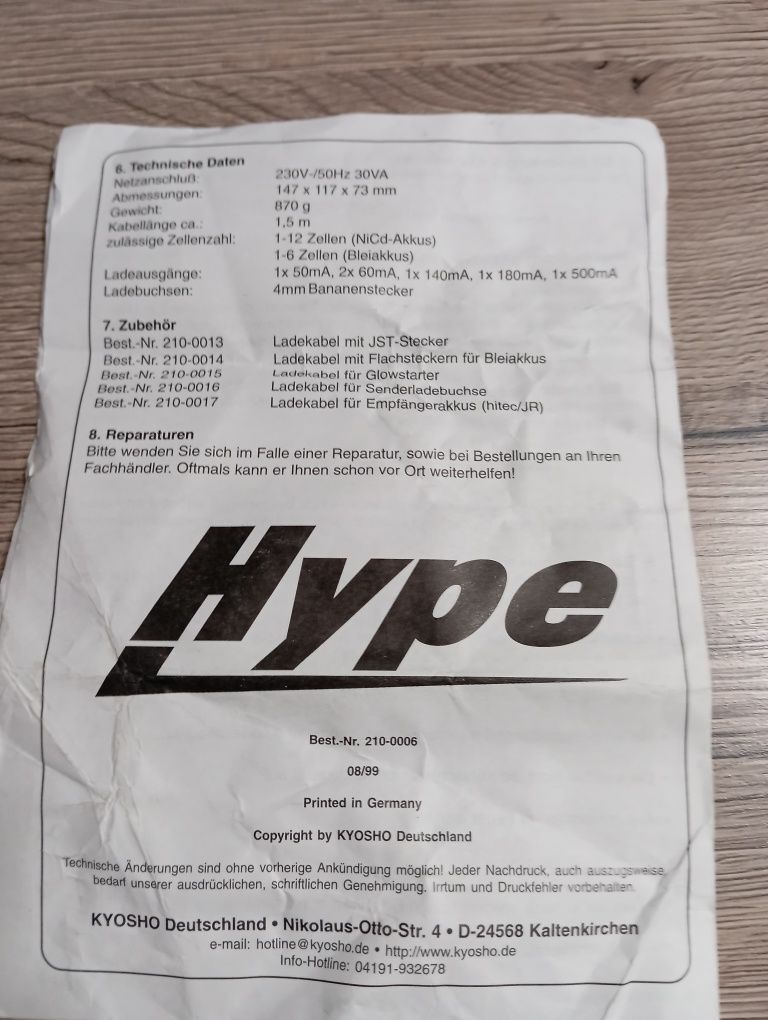 6. Technische Daten
Netzanschluß: 230V~/50Hz 30VA
Abmessungen: 147 x 117 x 73 mm
Gewicht: 870 g
Kabellänge ca.: 1,5 m
zulässige Zellenzahl: 1-12 Zellen (NiCd-Akku)
1-6 Zellen (Bleiakku)
Ladeausgänge: 1x 50mA, 2x 60mA, 1x 140mA, 1x 180mA, 1x 500mA
Ladebuchsen: 4mm Bananenstecker
7. Zubehör
Best.-Nr. 210-0013 Ladekabel mit JST-Stecker
Best.-Nr. 210-0014 Ladekabel mit Flachsteckern für Bleiakkus
Best.-Nr. 210-0015 Ladekabel für Glowstarter
Best.-Nr. 210-0016 Ladekabel für Senderladebuchse
Best.-Nr. 210-0017 Ladekabel für Empfängerakkus (hitec/JR)
8. Reparaturen
Bitte wenden Sie sich im Falle einer Reparatur, sowie bei Bestellungen an Ihren
Fachhändler. Oftmals kann er Ihnen schon vor Ort weiterhelfen!
Hype
Best.-Nr. 210-0006
08/99
Printed in Germany
Copyright by KYOSHO Deutschland
Technische Änderungen sind ohne vorherige Ankündigung möglich! Jeder Nachdruck, auch auszugsweise,
bedarf unserer ausdrücklichen, schriftlichen Genehmigung. Irrtum und Druckfehler vorbehalten.
KYOSHO Deutschland • Nikolaus-Otto-Str. 4 • D-24568 Kaltenkirchen
e-mail: hotline@kyosho.de • http://www.kyosho.de
Info-Hotline: 04191-932678